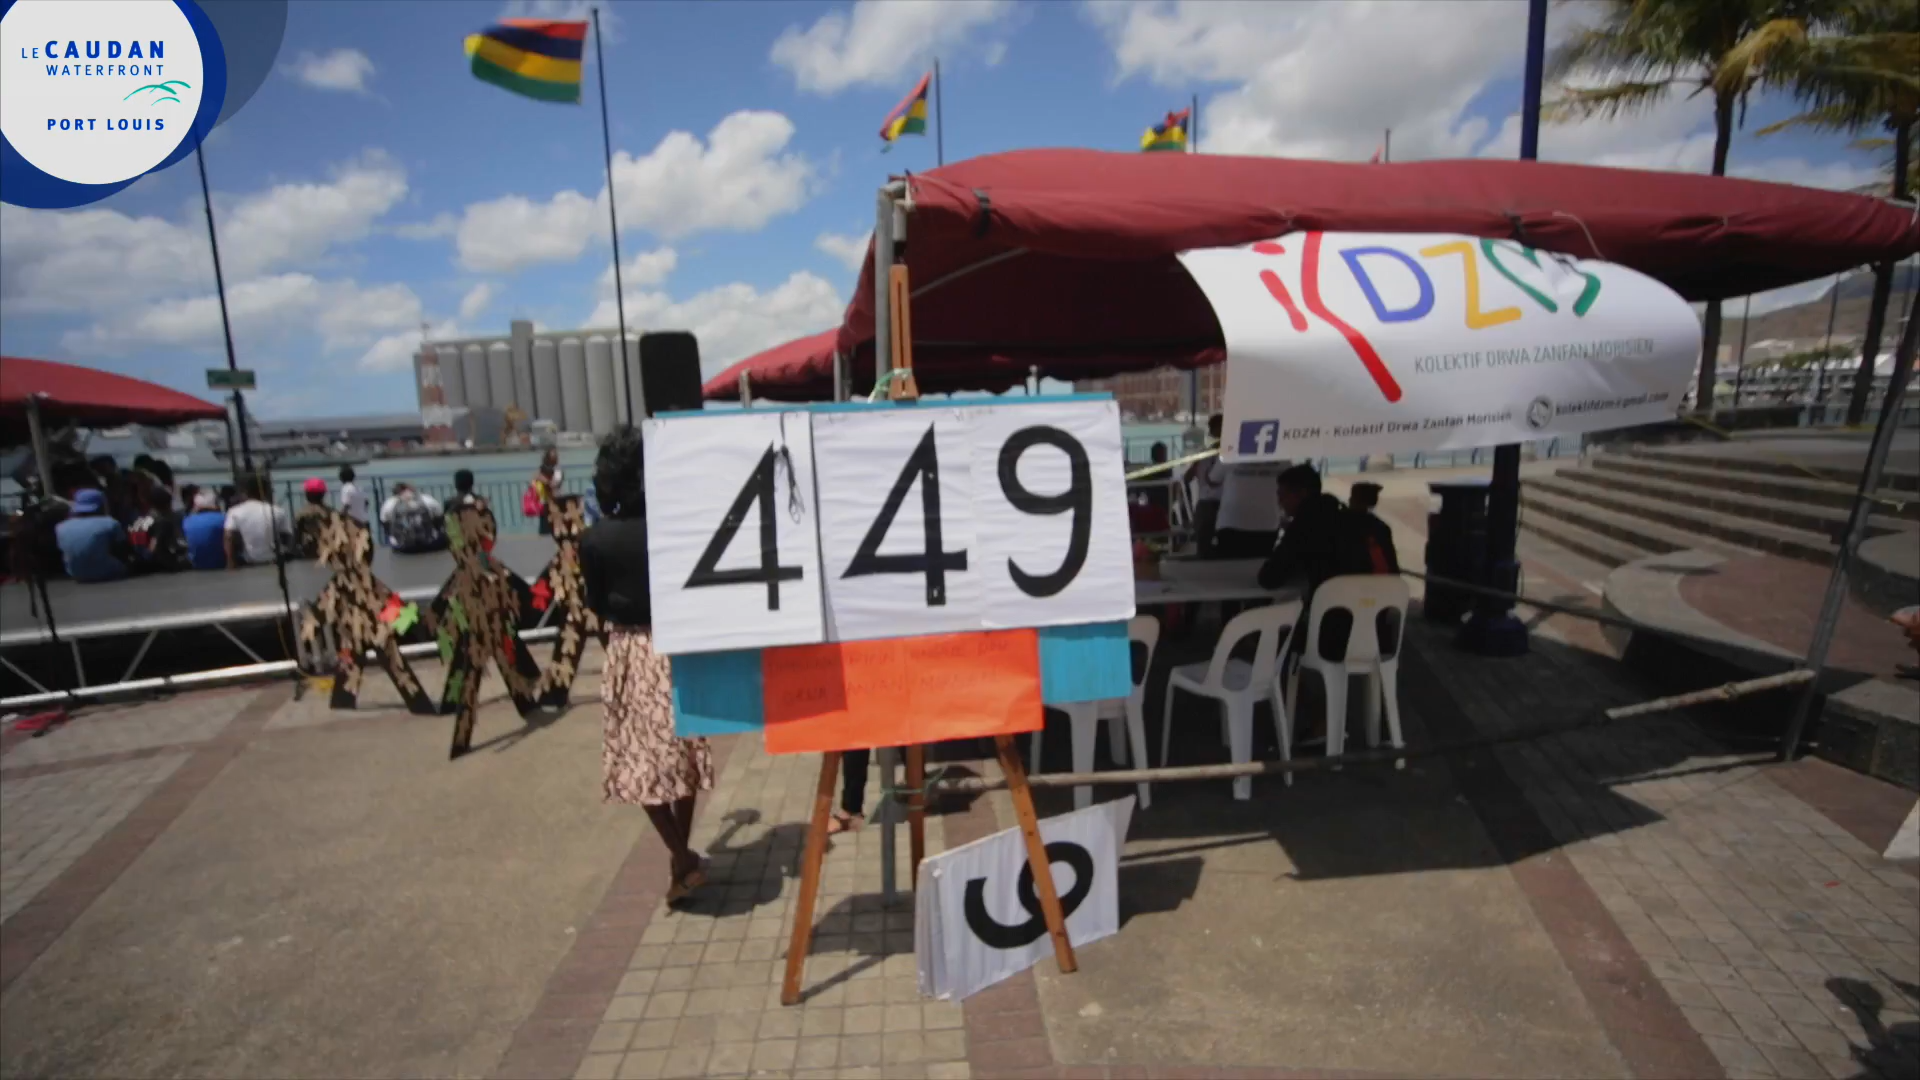 LE CAUDAN
WATERFRONT
PORT LOUIS
KDZM
KOLEKTIF DRWA ZANFAN MORISIEN
KDZM - Kolektif Drwa Zanfan Morisien
kolektifdzm@gmail.com
449
9